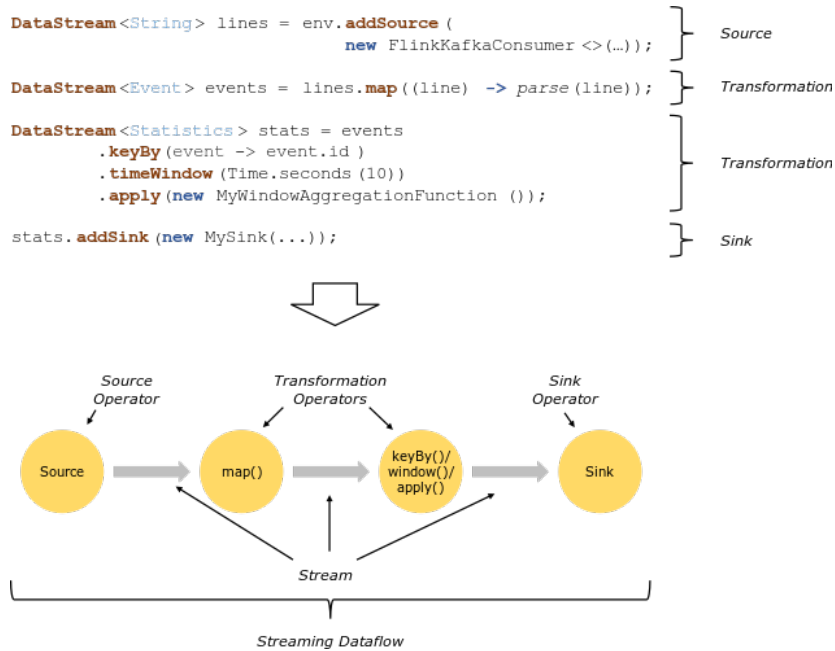 DataStream<String> lines = env.addSource(
new FlinkKafkaConsumer<>(…));
Source
DataStream<Event> events = lines.map((line) -> parse(line));
Transformation
DataStream<Statistics> stats = events
.keyBy(event -> event.id)
.timeWindow(Time.seconds(10))
.apply(new MyWindowAggregationFunction());
Transformation
stats.addSink(new MySink(...));
Sink
Source
Operator
Transformation
Operators
Sink
Operator
Source
map()
keyBy()/
window()/
apply()
Sink
Stream
Streaming Dataflow